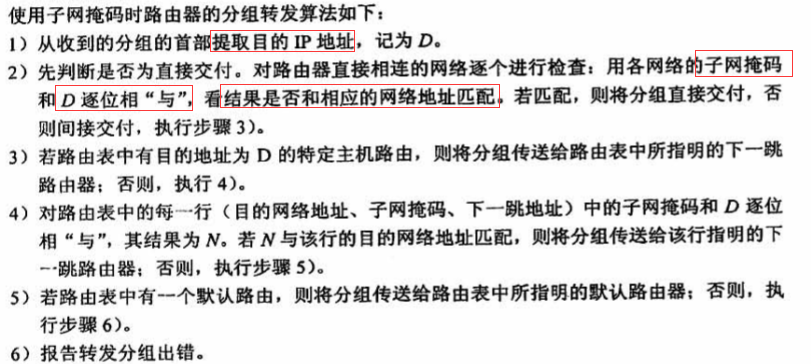 使用子网掩码时路由器的分组转发算法如下：
1）从收到的分组的首部提取目的 IP 地址，记为 D。
2）先判断是否为直接交付。对路由器直接相连的网络逐个进行检查：用各网络的子网掩码
和 D 逐位相“与”，看结果是否和相应的网络地址匹配。若匹配，则将分组直接交付，否
则间接交付，执行步骤 3）。
3）若路由表中有目的地址为 D 的特定主机路由，则将分组传送给路由表中所指明的下一跳
路由器；否则，执行 4）。
4）对路由表中的每一行（目的网络地址、子网掩码、下一跳地址）中的子网掩码和 D 逐位
相“与”，其结果为 N。若 N 与该行的目的网络地址匹配，则将分组传送给该行指明的下
一跳路由器；否则，执行步骤 5）。
5）若路由表中有一个默认路由，则将分组传送给路由表中所指明的默认路由器；否则，执
行步骤 6）。
6）报告转发分组出错。